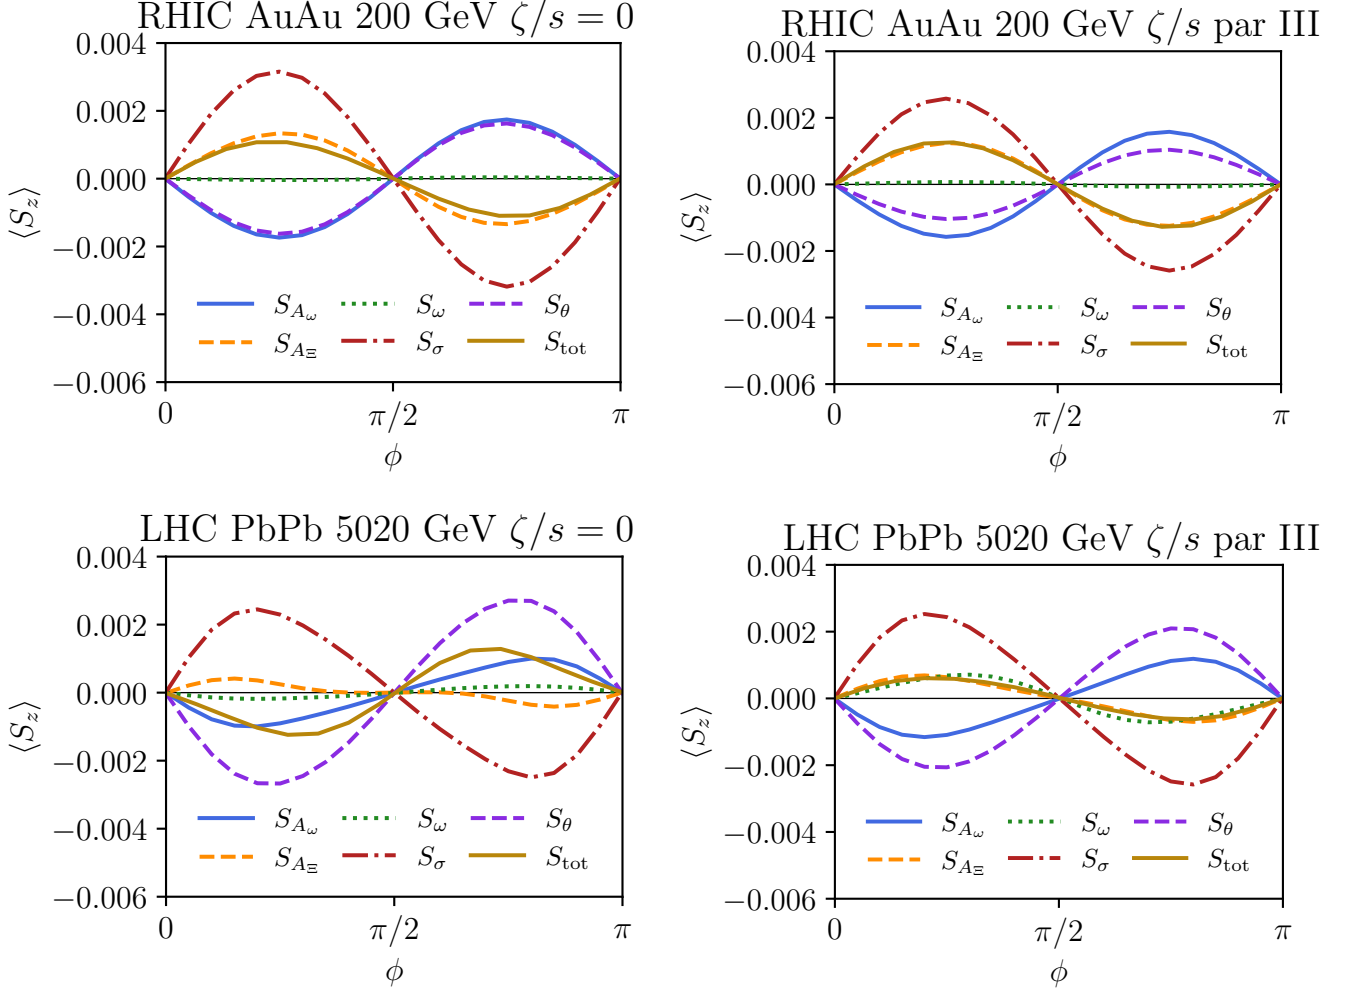 RHIC AuAu 200 GeV ζ/s = 0
0.004
0.002
0.000
−0.002
−0.004
−0.006
⟨S_z⟩
S_{A_ω} S_ω S_θ
S_{A_Ξ} S_σ S_tot
0 π/2 π
ϕ
RHIC AuAu 200 GeV ζ/s par III
0.004
0.002
0.000
−0.002
−0.004
−0.006
⟨S_z⟩
S_{A_ω} S_ω S_θ
S_{A_Ξ} S_σ S_tot
0 π/2 π
ϕ
LHC PbPb 5020 GeV ζ/s = 0
0.004
0.002
0.000
−0.002
−0.004
−0.006
⟨S_z⟩
S_{A_ω} S_ω S_θ
S_{A_Ξ} S_σ S_tot
0 π/2 π
ϕ
LHC PbPb 5020 GeV ζ/s par III
0.004
0.002
0.000
−0.002
−0.004
−0.006
⟨S_z⟩
S_{A_ω} S_ω S_θ
S_{A_Ξ} S_σ S_tot
0 π/2 π
ϕ